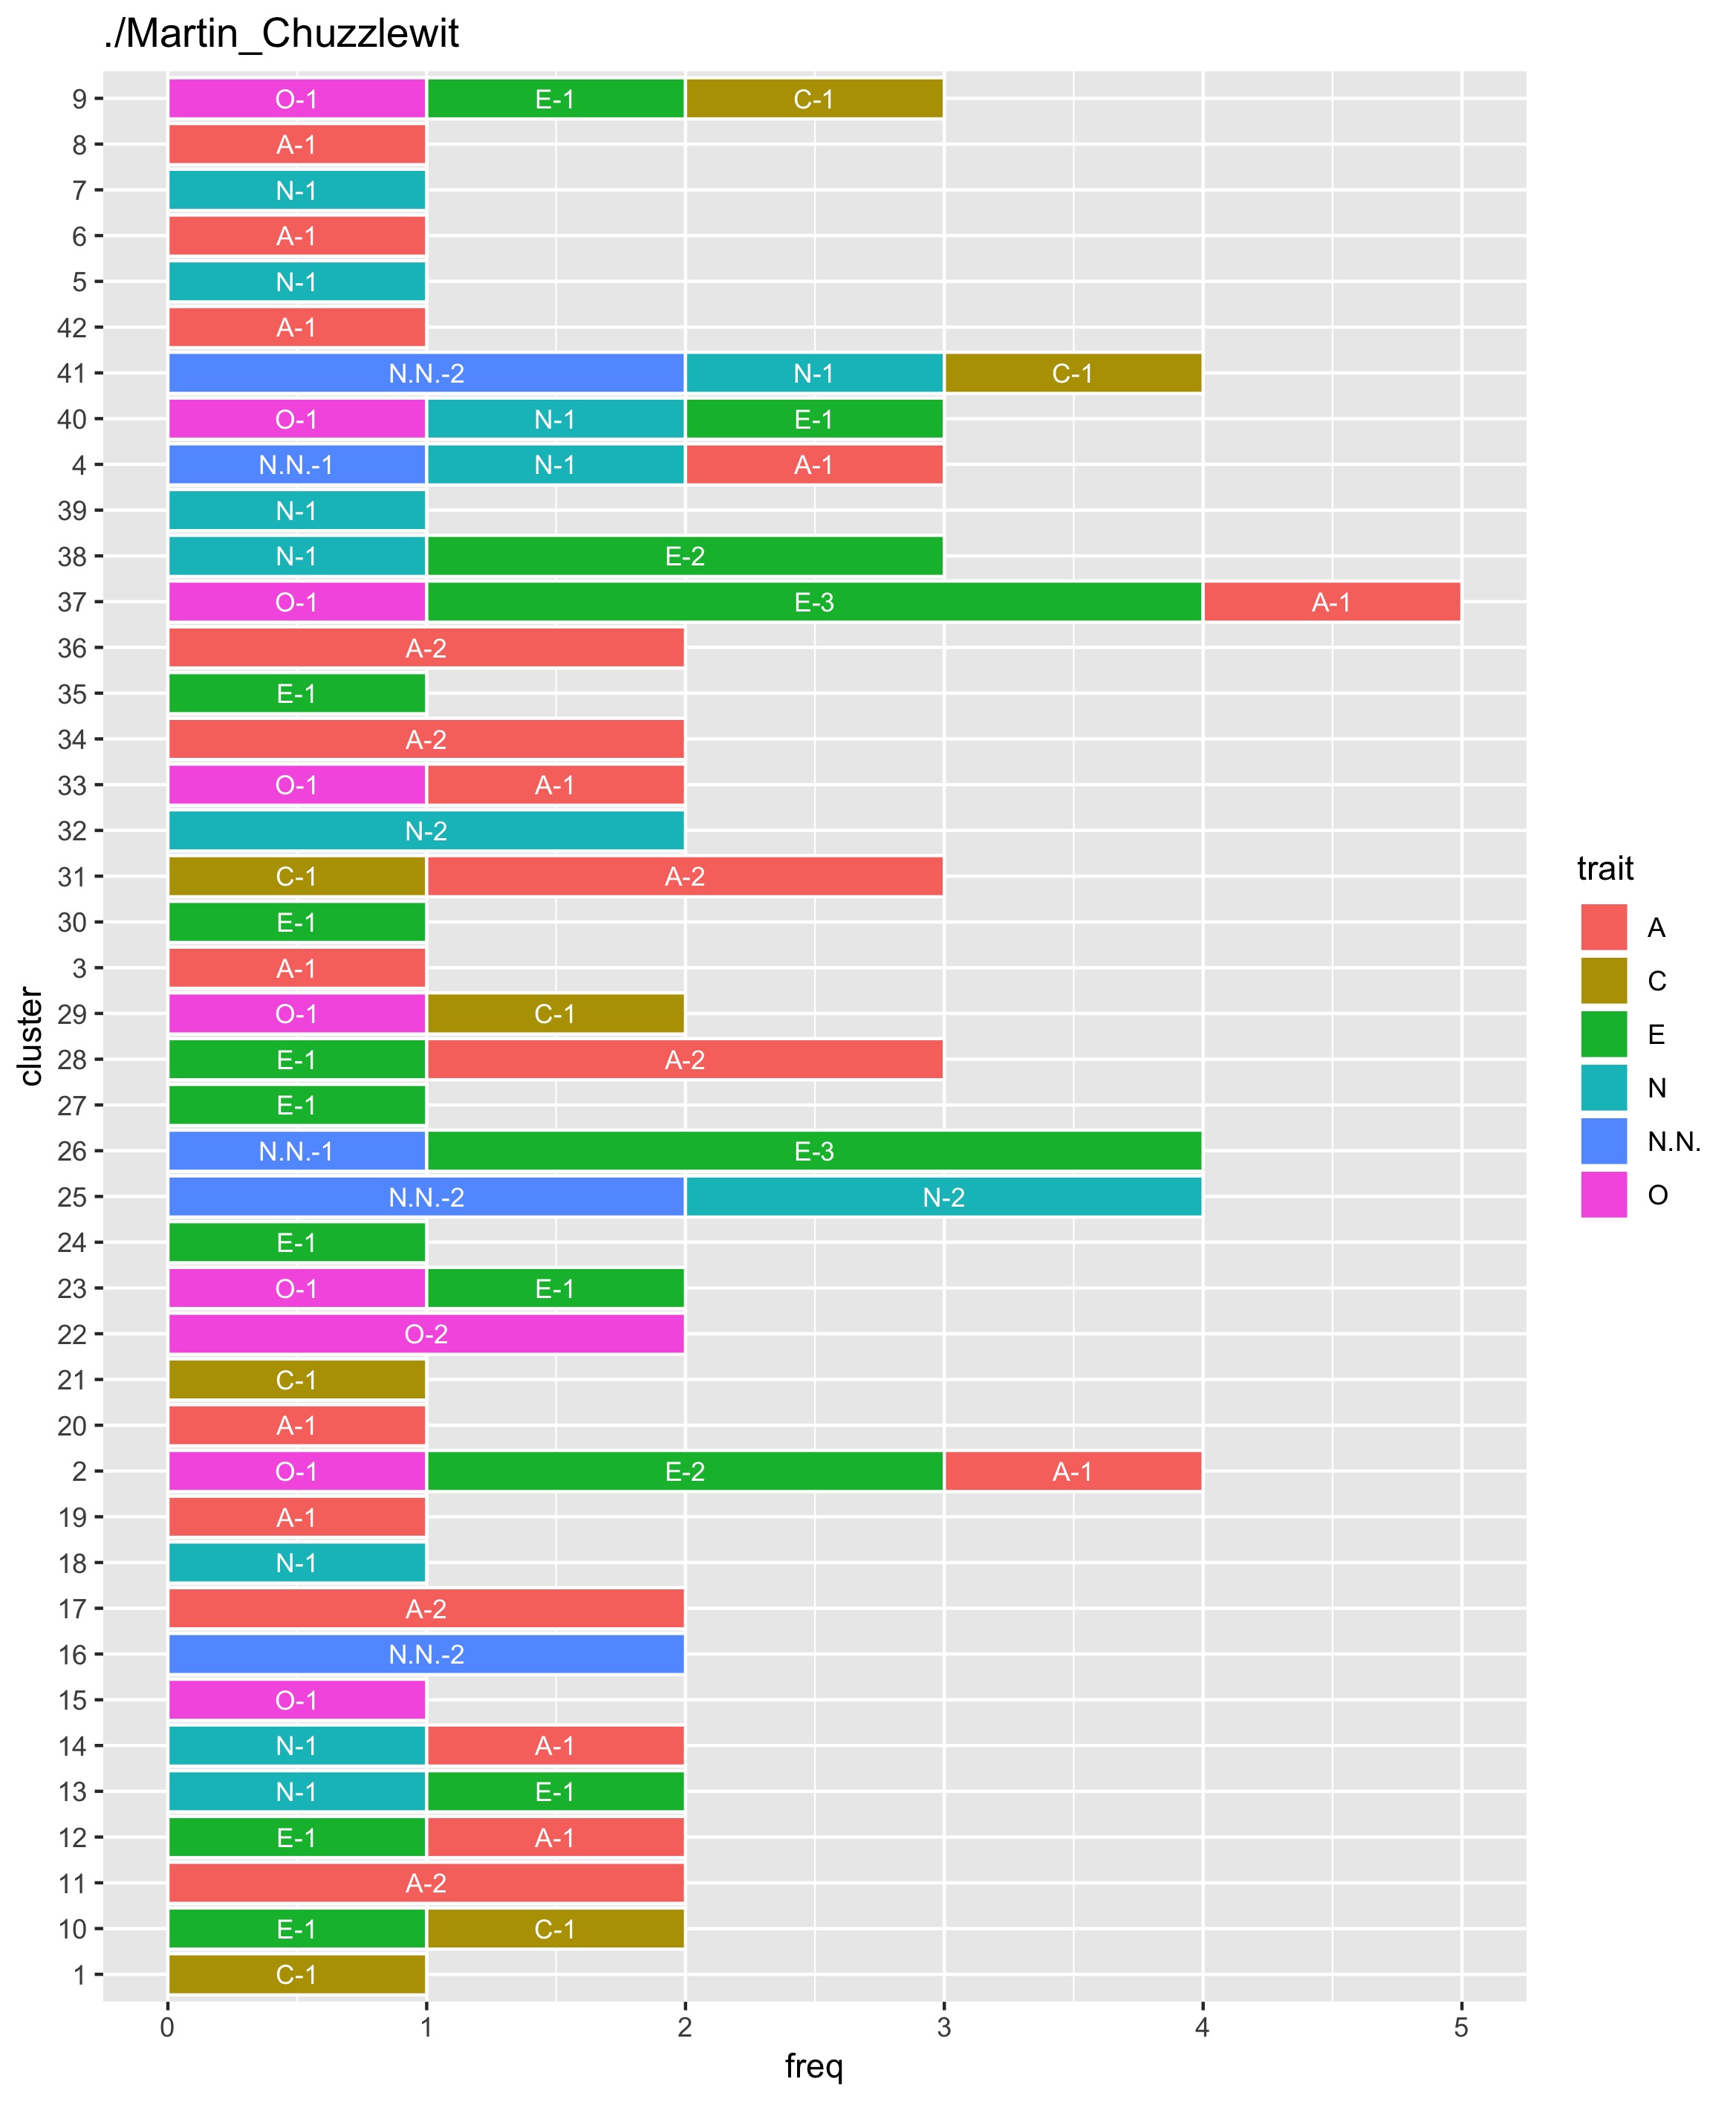 ./Martin_Chuzzlewit
9 O-1 E-1 C-1
8 A-1
7 N-1
6 A-1
5 N-1
42 A-1
41 N.N.-2 N-1 C-1
40 O-1 N-1 E-1
4 N.N.-1 N-1 A-1
39 N-1
38 N-1 E-2
37 O-1 E-3 A-1
36 A-2
35 E-1
34 A-2
33 O-1 A-1
32 N-2
31 C-1 A-2
30 E-1
3 A-1
29 O-1 C-1
28 E-1 A-2
27 E-1
26 N.N.-1 E-3
25 N.N.-2 N-2
24 E-1
23 O-1 E-1
22 O-2
21 C-1
20 A-1
2 O-1 E-2 A-1
19 A-1
18 N-1
17 A-2
16 N.N.-2
15 O-1
14 N-1 A-1
13 N-1 E-1
12 E-1 A-1
11 A-2
10 E-1 C-1
1 C-1
0 1 2 3 4 5
freq
cluster
trait
A
C
E
N
N.N.
O